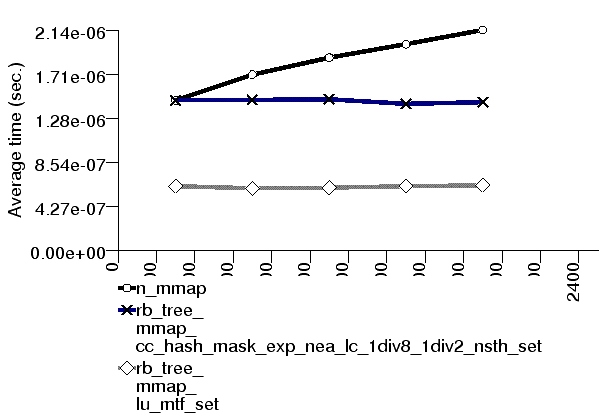 2.14e-06
1.71e-06
1.28e-06
8.54e-07
4.27e-07
0.00e+00
Average time (sec.)
0
2400
n_mmap
rb_tree_
mmap_
cc_hash_mask_exp_nea_lc_1div8_1div2_nsth_set
rb_tree_
mmap_
lu_mtf_set